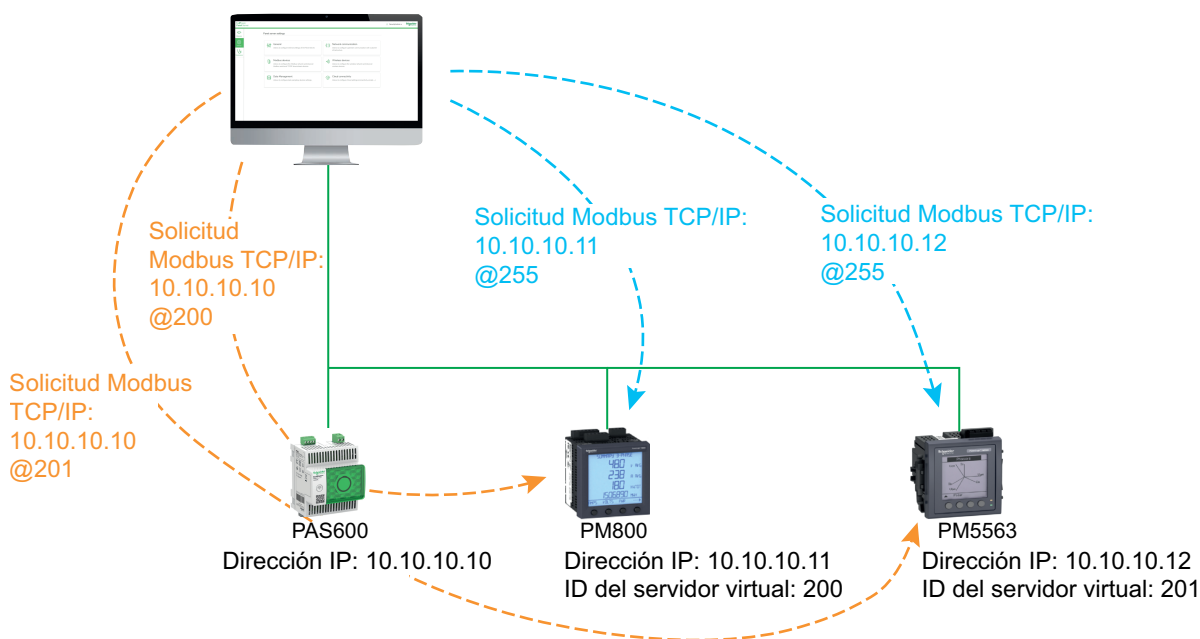 Solicitud Modbus TCP/IP:
10.10.10.11
@255
Solicitud Modbus TCP/IP:
10.10.10.12
@255
Solicitud
Modbus TCP/IP:
10.10.10.10
@200
Solicitud Modbus
TCP/IP:
10.10.10.10
@201
PAS600
Dirección IP: 10.10.10.10
PM800
Dirección IP: 10.10.10.11
ID del servidor virtual: 200
PM5563
Dirección IP: 10.10.10.12
ID del servidor virtual: 201